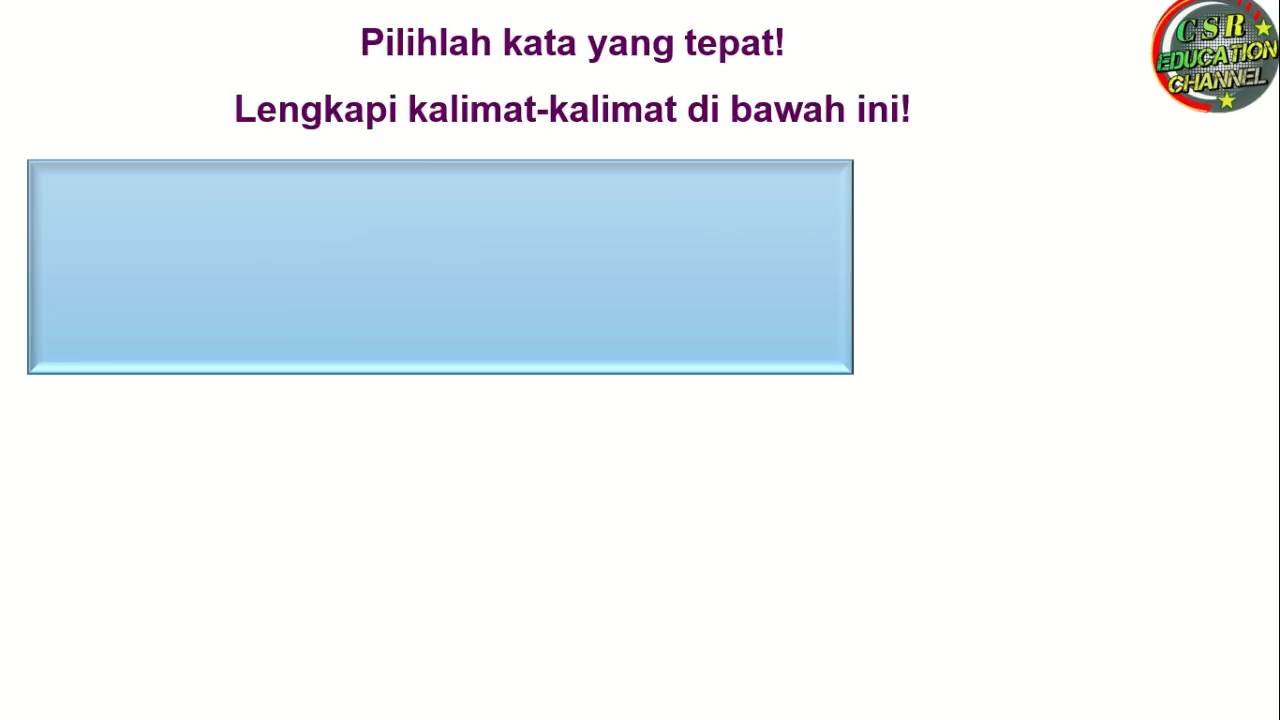 Pilihlah kata yang tepat!
Lengkapi kalimat-kalimat di bawah ini!
CSR
EDUCATION
CHANNEL